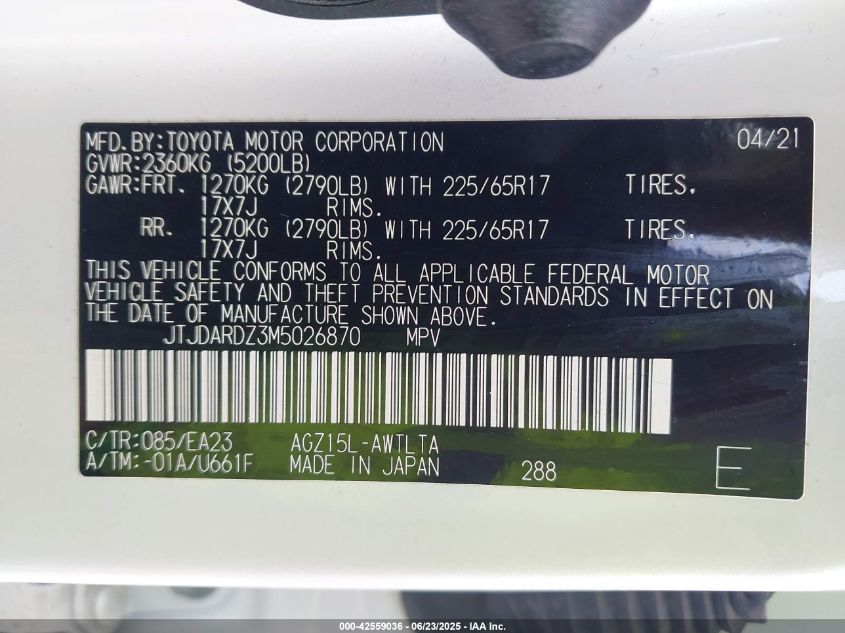 MFD.BY:TOYOTA MOTOR CORPORATION 04/21
GVWR:2360KG (5200LB)
GAWR:FRT. 1270KG (2790LB) WITH 225/65R17 TIRES.
17X7J RIMS.
RR. 1270KG (2790LB) WITH 225/65R17 TIRES.
17X7J RIMS.
THIS VEHICLE CONFORMS TO ALL APPLICABLE FEDERAL MOTOR
VEHICLE SAFETY AND THEFT PREVENTION STANDARDS IN EFFECT ON
THE DATE OF MANUFACTURE SHOWN ABOVE.
JTJDARDZ3M5026870 MPV
C/TR:085/EA23 AGZ15L-AWTLTA
A/TM:-01A/U661F MADE IN JAPAN 288 E
000-42559036 - 06/23/2025 - IAA Inc.